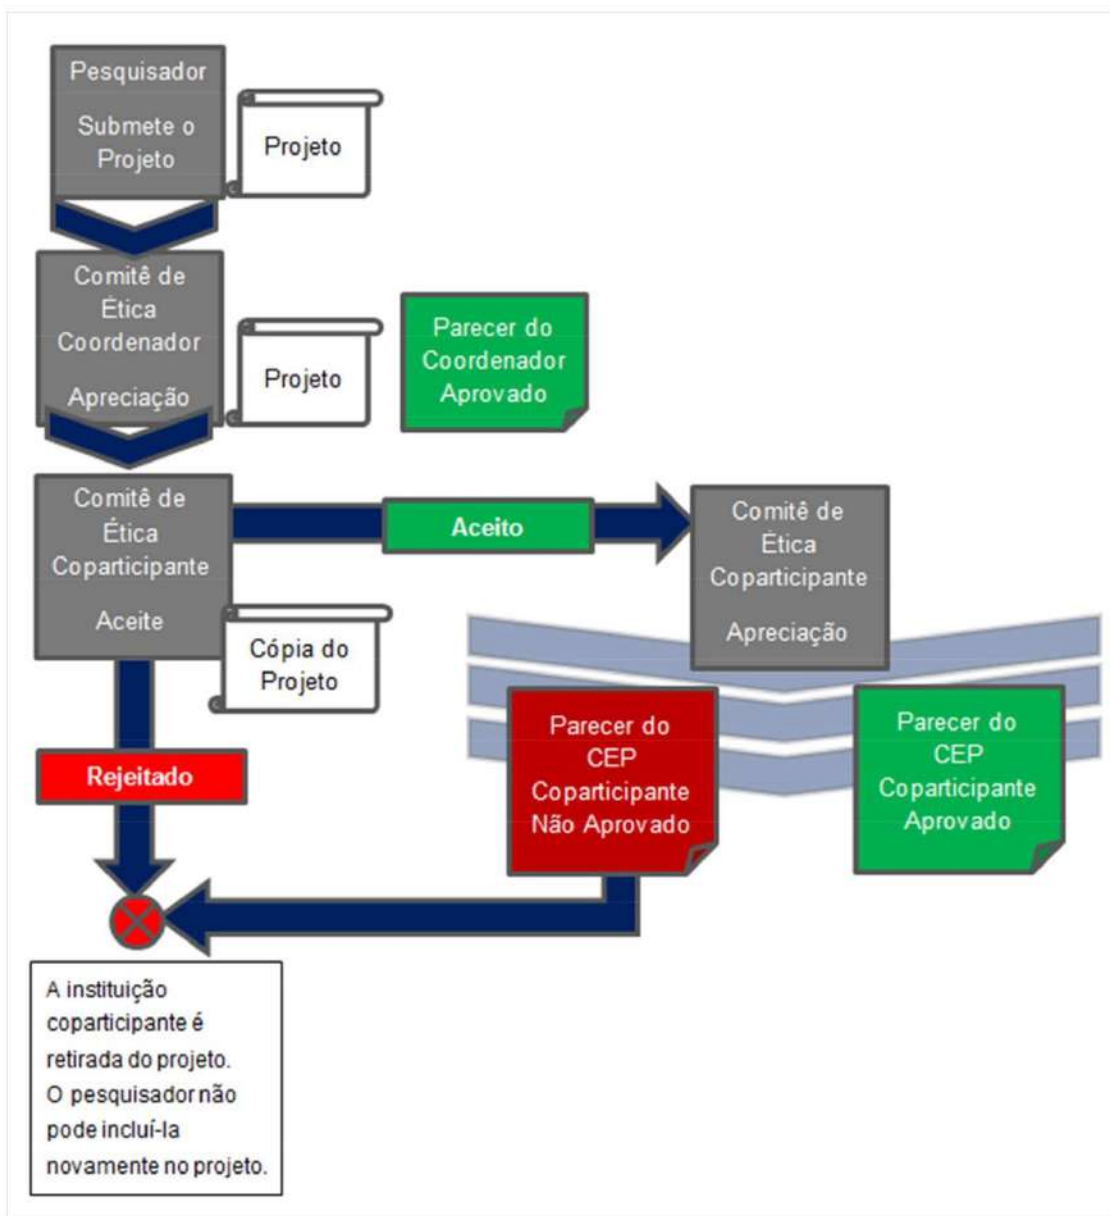 Pesquisador
Submete o
Projeto
Projeto
Comitê de
Ética
Coordenador
Apreciação
Projeto
Parecer do
Coordenador
Aprovado
Comitê de
Ética
Coparticipante
Aceite
Cópia do
Projeto
Aceito
Comitê de
Ética
Coparticipante
Apreciação
Rejeitado
Parecer do
CEP
Coparticipante
Não Aprovado
Parecer do
CEP
Coparticipante
Aprovado
A instituição
coparticipante é
retirada do projeto.
O pesquisador não
pode incluí-la
novamente no projeto.